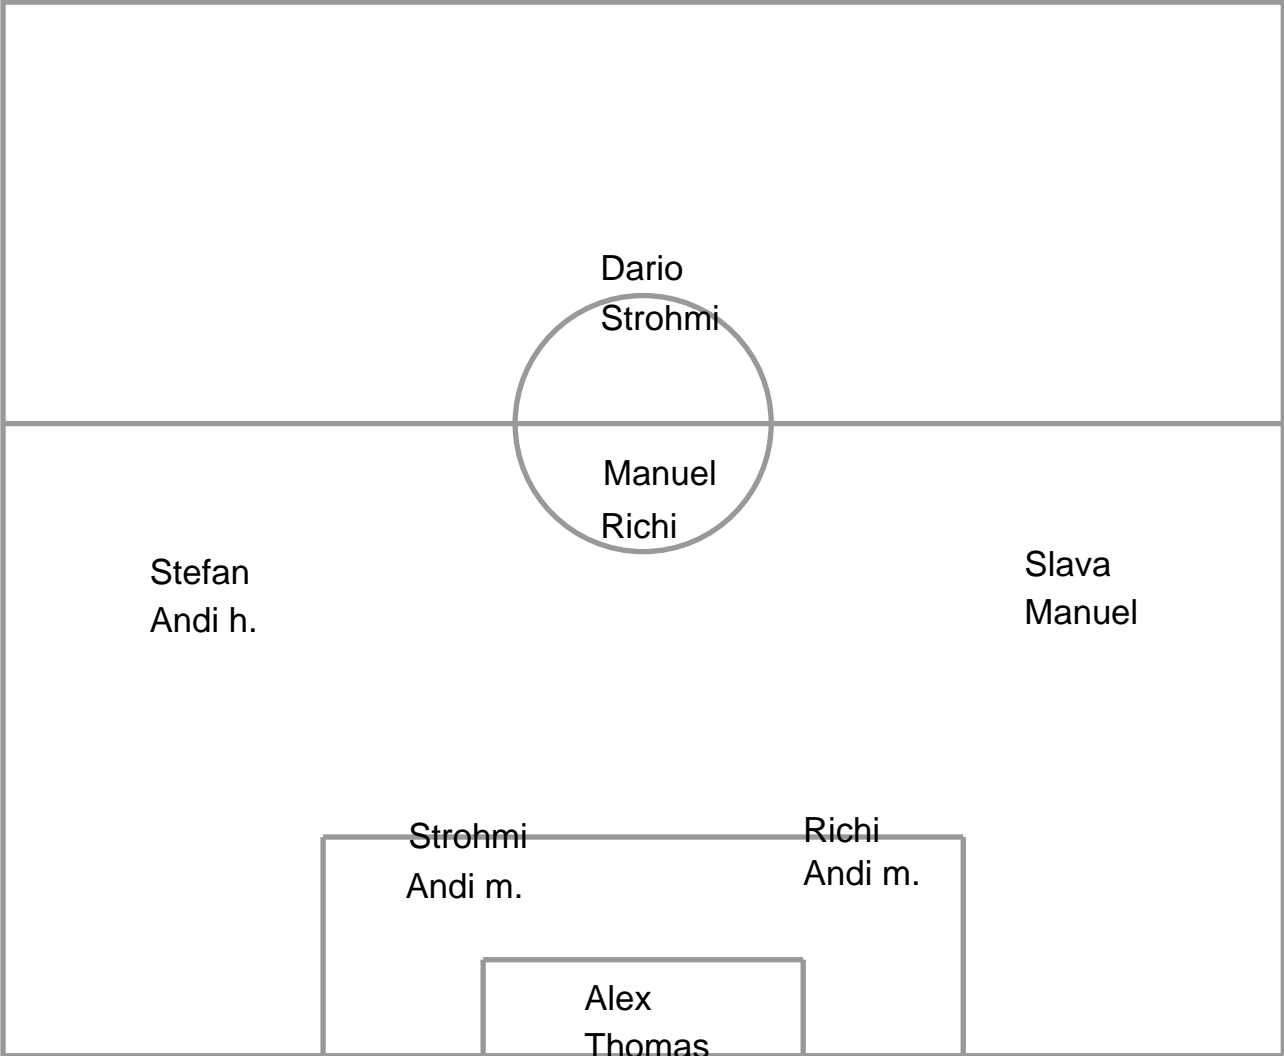 Dario
Strohmi
Manuel
Richi
Stefan
Andi h.
Slava
Manuel
Strohmi
Andi m.
Richi
Andi m.
Alex
Thomas